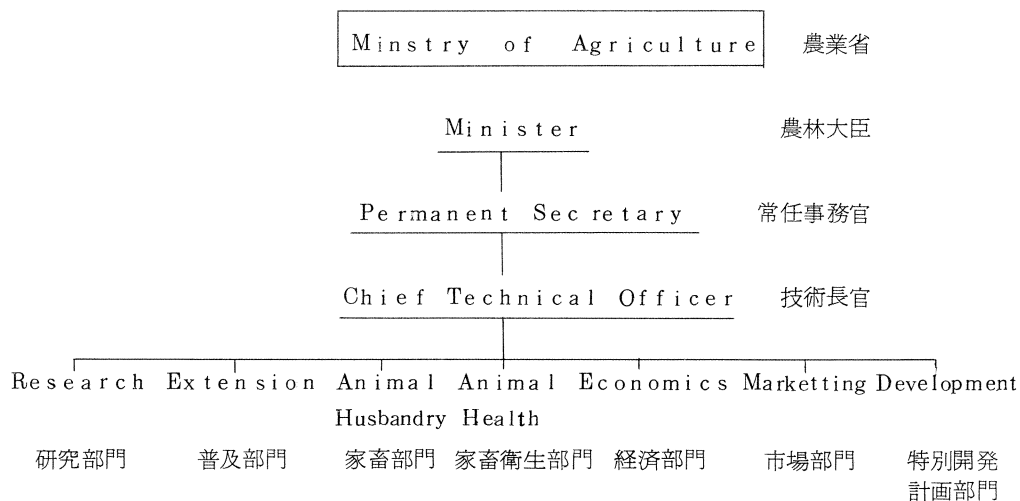 Minstry of Agriculture 農業省
Minister 農林大臣
Permanent Secretary 常任事務官
Chief Technical Officer 技術長官
Research Extension Animal Animal Economics Marketting Development
Husbandry Health
研究部門 普及部門 家畜部門 家畜衛生部門 経済部門 市場部門 特別開発
計画部門